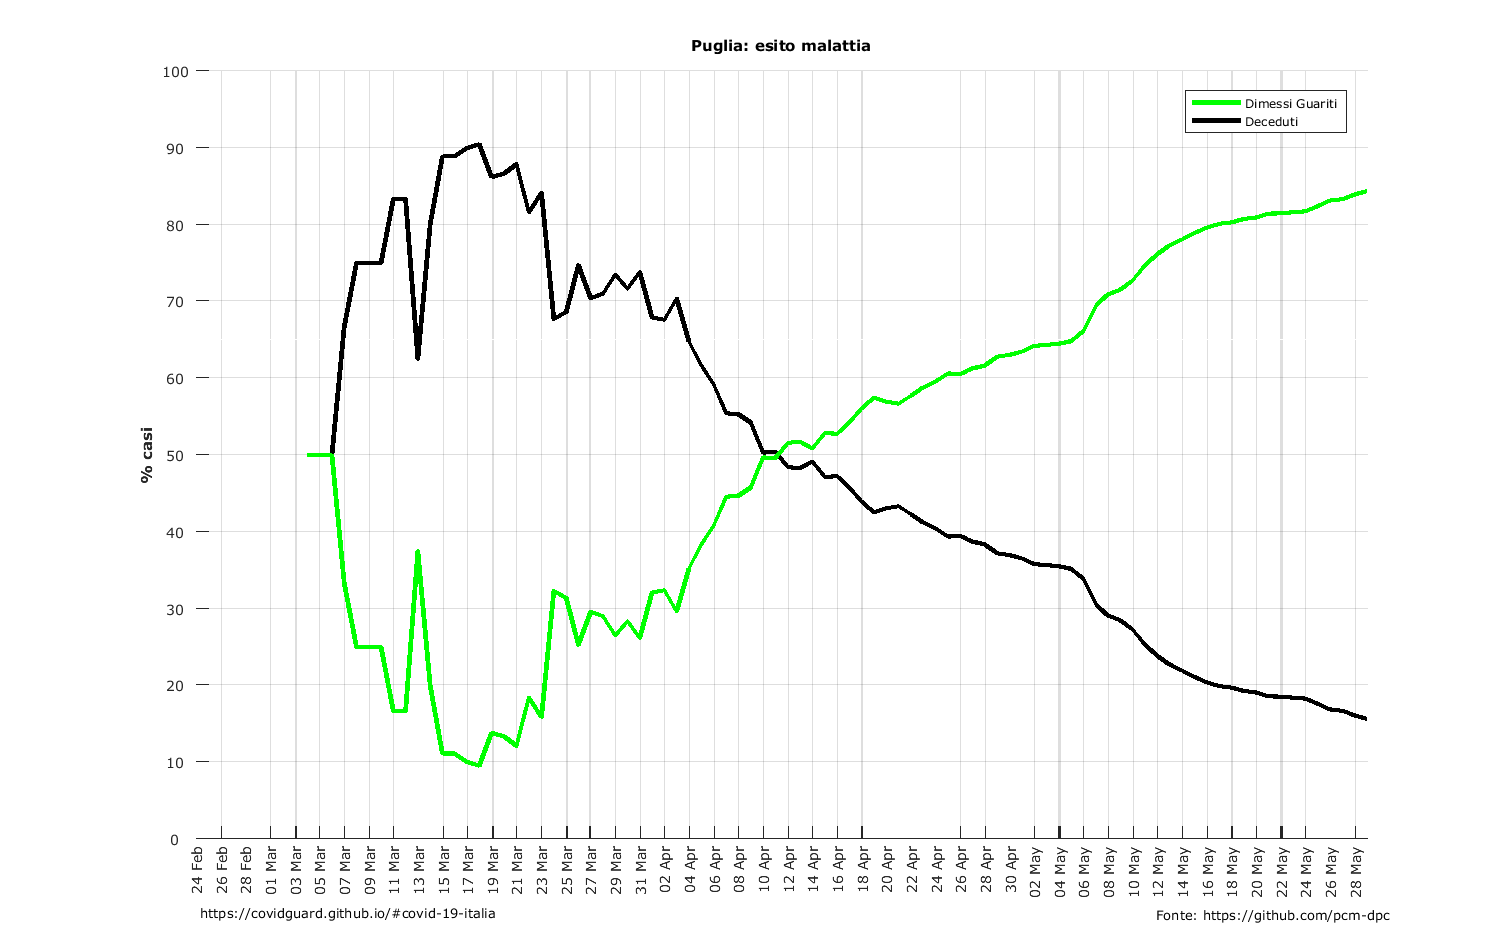 Puglia: esito malattia
Dimessi Guariti
Deceduti
% casi
100
90
80
70
60
50
40
30
20
10
0
24 Feb
26 Feb
28 Feb
01 Mar
03 Mar
05 Mar
07 Mar
09 Mar
11 Mar
13 Mar
15 Mar
17 Mar
19 Mar
21 Mar
23 Mar
25 Mar
27 Mar
29 Mar
31 Mar
02 Apr
04 Apr
06 Apr
08 Apr
10 Apr
12 Apr
14 Apr
16 Apr
18 Apr
20 Apr
22 Apr
24 Apr
26 Apr
28 Apr
30 Apr
02 May
04 May
06 May
08 May
10 May
12 May
14 May
16 May
18 May
20 May
22 May
24 May
26 May
28 May
https://covidguard.github.io/#covid-19-italia
Fonte: https://github.com/pcm-dpc